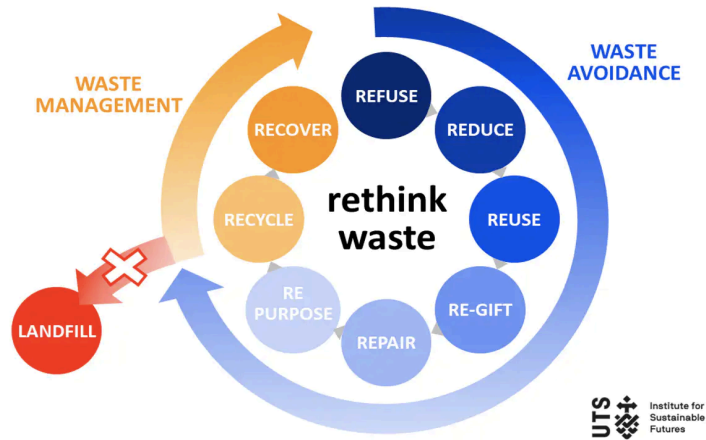 WASTE
MANAGEMENT
WASTE
AVOIDANCE
REFUSE
REDUCE
REUSE
RE-GIFT
REPAIR
RE
PURPOSE
RECYCLE
RECOVER
rethink
waste
LANDFILL
UTS
Institute for
Sustainable
Futures